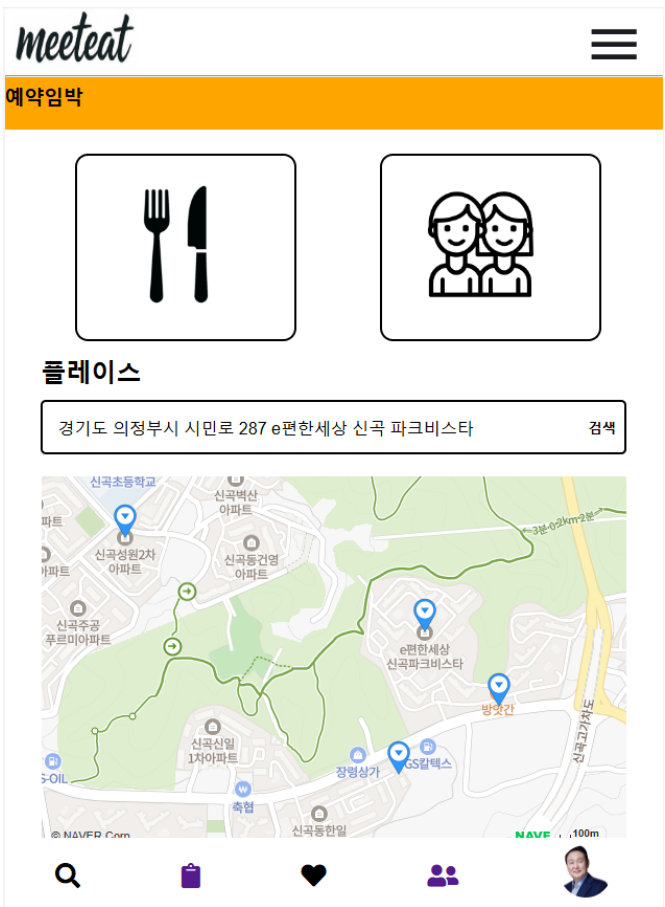 meeteat
예약임박
플레이스
경기도 의정부시 시민로 287 e편한세상 신곡 파크비스타 검색
신곡초등학교
신곡벽산
아파트
파트
신곡성원2차
아파트
아파트
신곡동건영
아파트
3분 0.2km 2분
신곡주공
푸르미아파트
e편한세상
신곡파크비스타
방앗간
신곡고가차도
신곡신일
1차아파트
S-OIL
장령상가
GS칼텍스
축협
신곡동한일
© NAVER Corp.
100m